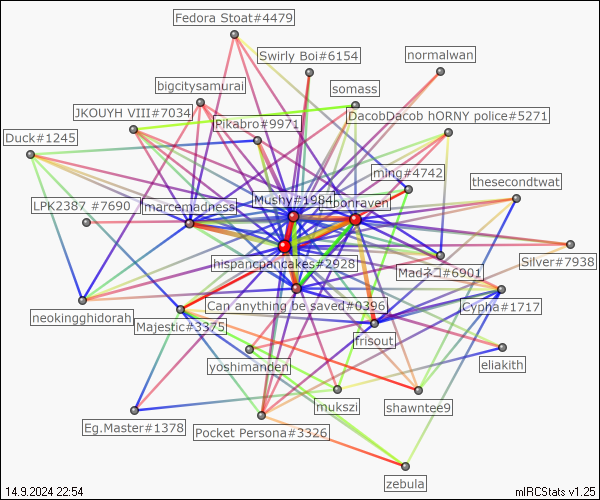 Fedora Stoat#4479
Swirly Boi#6154
normalwan
bigcitysamurai
somass
JKOUYH VIII#7034
DacobDacob hORNY police#5271
Pikabro#9971
Duck#1245
ming#4742
thesecondtwat
Mushy#1984
bonraven
LPK2387 #7690
marcemadness
hispancpancakes#2928
Silver#7938
Madネコ#6901
Can anything be saved#0396
Cypha#1717
neokingghidorah
Majestic#3375
frisout
yoshimanden
eliakith
mukszi
shawntee9
Eg.Master#1378
Pocket Persona#3326
zebula
14.9.2024 22:54
mIRCStats v1.25